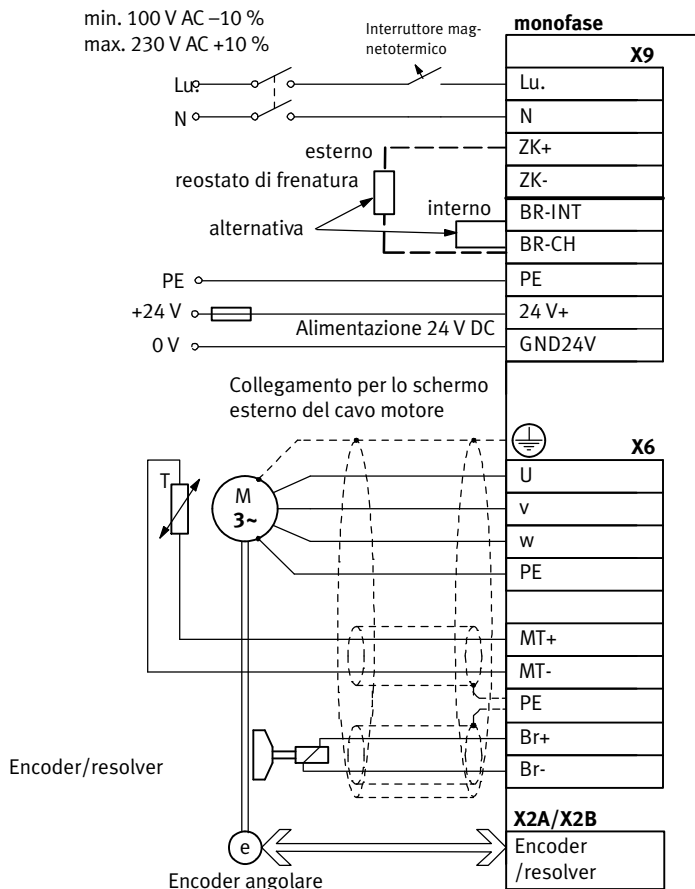 min. 100 V AC –10 %
max. 230 V AC +10 %
Interruttore mag-
netotermico
monofase
X9
Lu.
Lu.
N
N
ZK+
esterno
reostato di frenatura
ZK-
interno
BR-INT
alternativa
BR-CH
PE
PE
+24 V
24 V+
Alimentazione 24 V DC
0 V
GND24V
Collegamento per lo schermo
esterno del cavo motore
X6
T
M
3~
U
v
w
PE
MT+
MT-
PE
Br+
Encoder/resolver
Br-
X2A/X2B
e
Encoder
/resolver
Encoder angolare